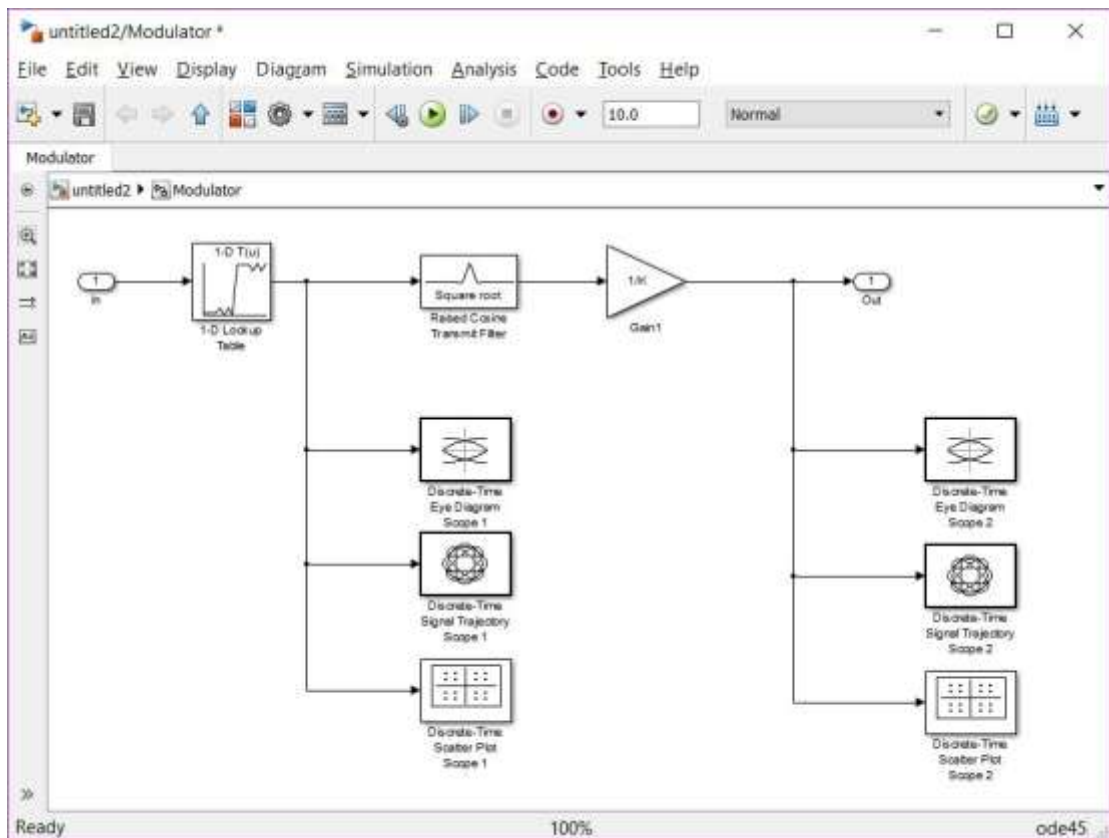 untitled2/Modulator *
File Edit View Display Diagram Simulation Analysis Code Tools Help
10.0 Normal
Modulator
untitled2 Modulator
1
In
1-D T(u)
1-D Lookup
Table
Square root
Raised Cosine
Transmit Filter
1/K
Gain1
1
Out
Discrete-Time
Eye Diagram
Scope 1
Discrete-Time
Signal Trajectory
Scope 1
Discrete-Time
Scatter Plot
Scope 1
Discrete-Time
Eye Diagram
Scope 2
Discrete-Time
Signal Trajectory
Scope 2
Discrete-Time
Scatter Plot
Scope 2
Ready 100% ode45